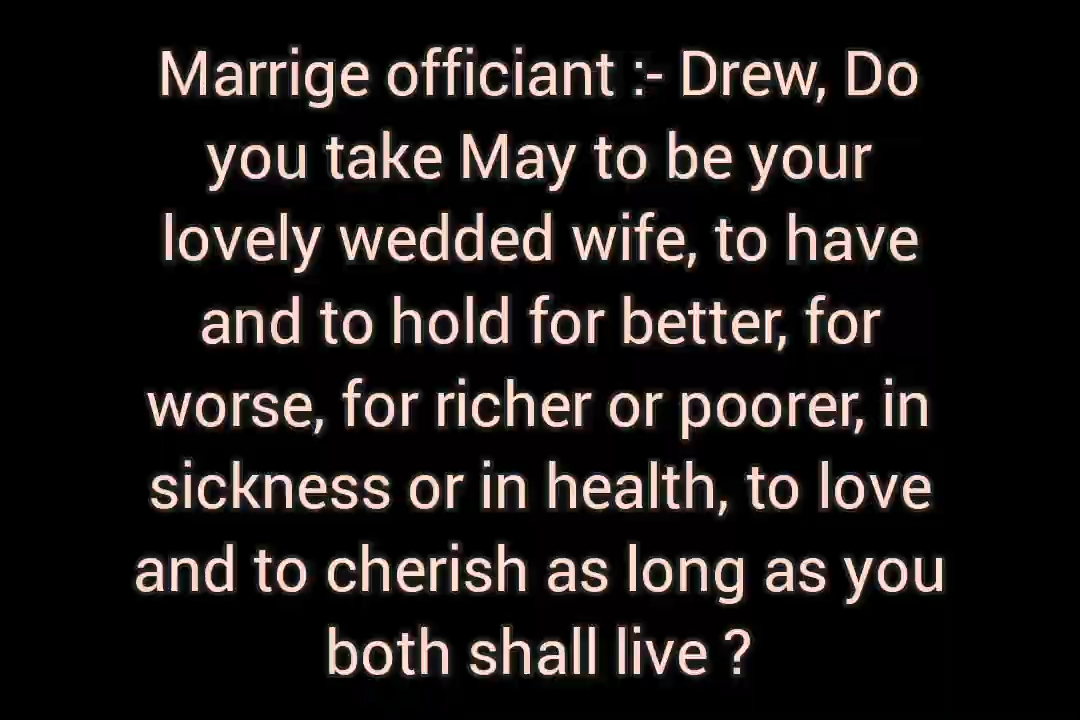 Marrige officiant :- Drew, Do
you take May to be your
lovely wedded wife, to have
and to hold for better, for
worse, for richer or poorer, in
sickness or in health, to love
and to cherish as long as you
both shall live ?